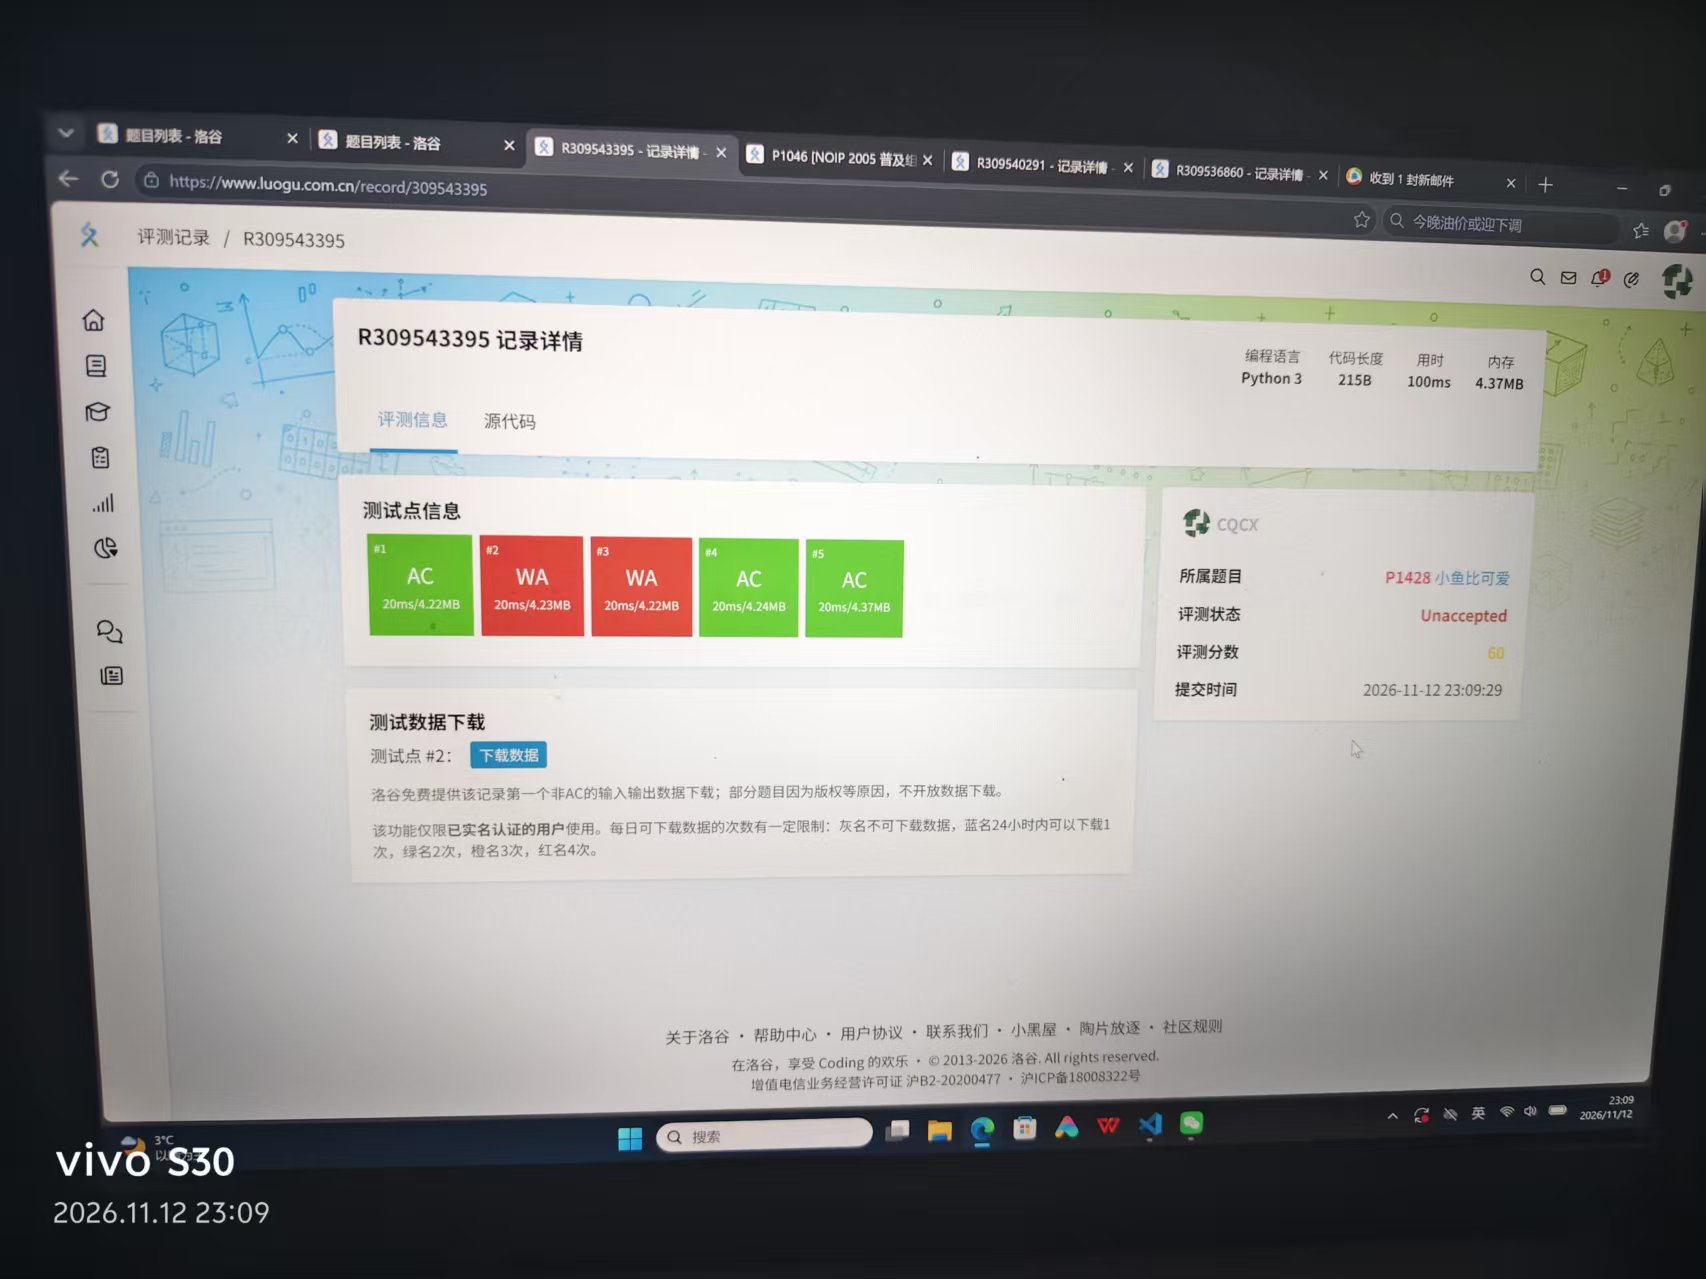 题目列表 - 洛谷
题目列表 - 洛谷
R309543395 - 记录详情 -
P1046 [NOIP 2005 普及组
R309540291 - 记录详情 -
R309536860 - 记录详情 -
收到 1 封新邮件
https://www.luogu.com.cn/record/309543395
今晚油价或迎下调
评测记录 / R309543395
1
R309543395 记录详情
编程语言 代码长度 用时 内存
Python 3 215B 100ms 4.37MB
评测信息 源代码
测试点信息
#1 #2 #3 #4 #5
AC WA WA AC AC
20ms/4.22MB 20ms/4.23MB 20ms/4.22MB 20ms/4.24MB 20ms/4.37MB
CQCX
所属题目 P1428 小鱼比可爱
评测状态 Unaccepted
评测分数 60
提交时间 2026-11-12 23:09:29
测试数据下载
测试点 #2： 下载数据
洛谷免费提供该记录第一个非AC的输入输出数据下载；部分题目因为版权等原因，不开放数据下载。
该功能仅限已实名认证的用户使用。每日可下载数据的次数有一定限制：灰名不可下载数据，蓝名24小时内可以下载1
次，绿名2次，橙名3次，红名4次。
关于洛谷 · 帮助中心 · 用户协议 · 联系我们 · 小黑屋 · 陶片放逐 · 社区规则
在洛谷，享受 Coding 的欢乐 · © 2013-2026 洛谷. All rights reserved.
增值电信业务经营许可证 沪B2-20200477 · 沪ICP备18008322号
3°C
搜索
英
23:09
2026/11/12
vivo S30
2026.11.12 23:09